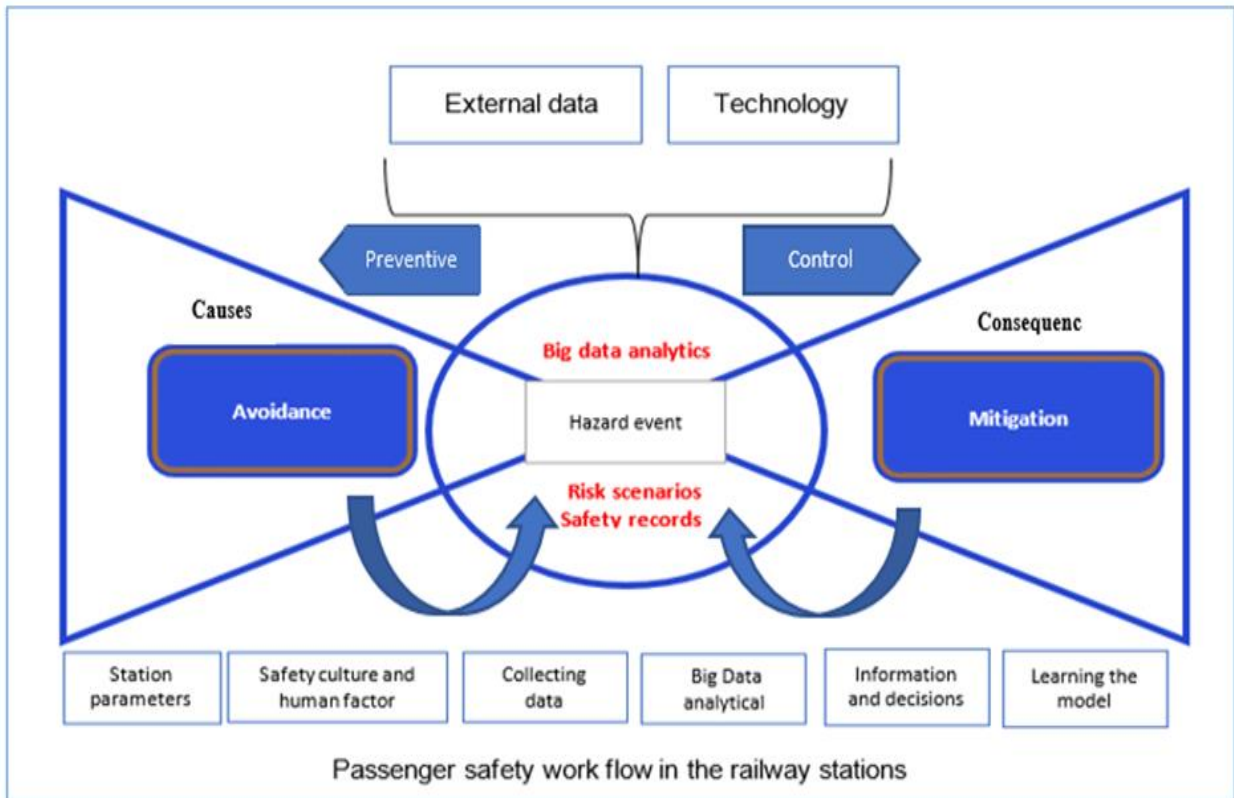 External data
Technology
Preventive
Control
Causes
Consequenc
Big data analytics
Avoidance
Hazard event
Mitigation
Risk scenarios
Safety records
Station
parameters
Safety culture and
human factor
Collecting
data
Big Data
analytical
Information
and decisions
Learning the
model
Passenger safety work flow in the railway stations